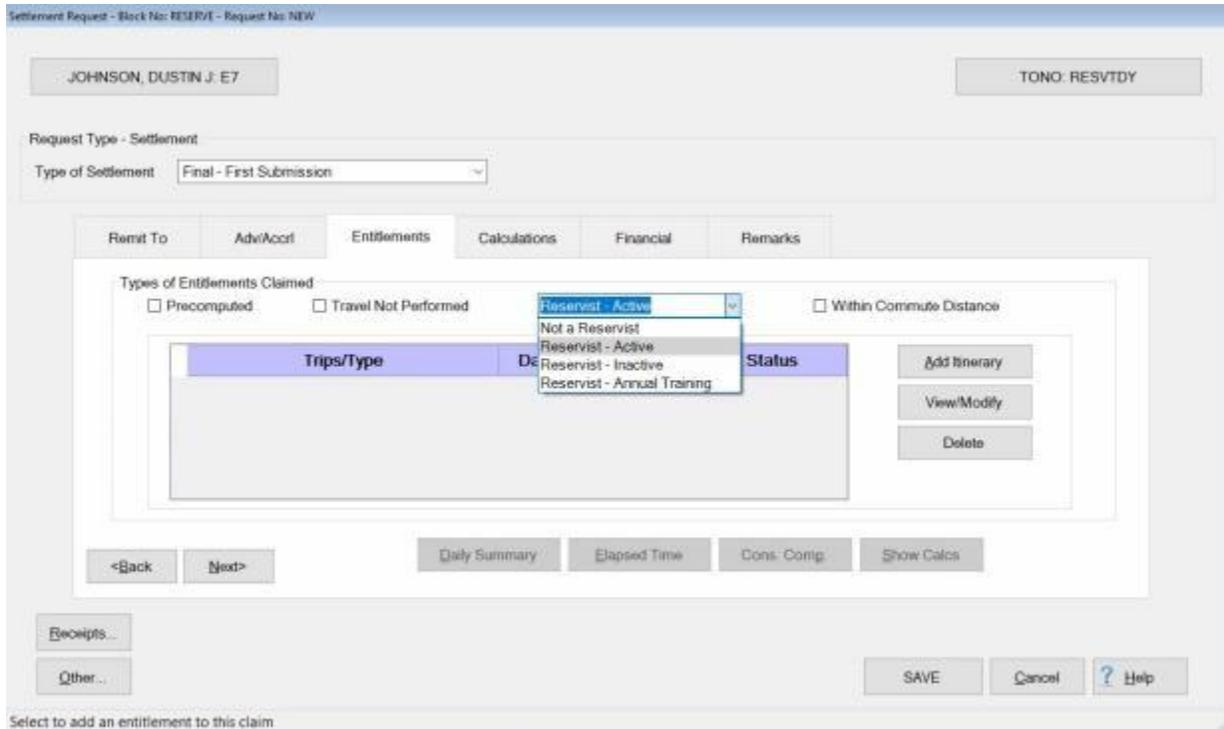 Settlement Request - Block No: RESERVE - Request No: NEW
JOHNSON, DUSTIN J: E7
TONO: RESVTDY
Request Type - Settlement
Type of Settlement Final - First Submission
Remit To Adv/Accrl Entitlements Calculations Financial Remarks
Types of Entitlements Claimed
Precomputed Travel Not Performed Reservist - Active Within Commute Distance
Not a Reservist
Reservist - Active
Reservist - Inactive
Reservist - Annual Training
Trips/Type Da Status
Add Itinerary
View/Modify
Delete
<Back Next> Daily Summary Elapsed Time Cons. Comp. Show Calcs
Receipts...
Other... SAVE Cancel ? Help
Select to add an entitlement to this claim